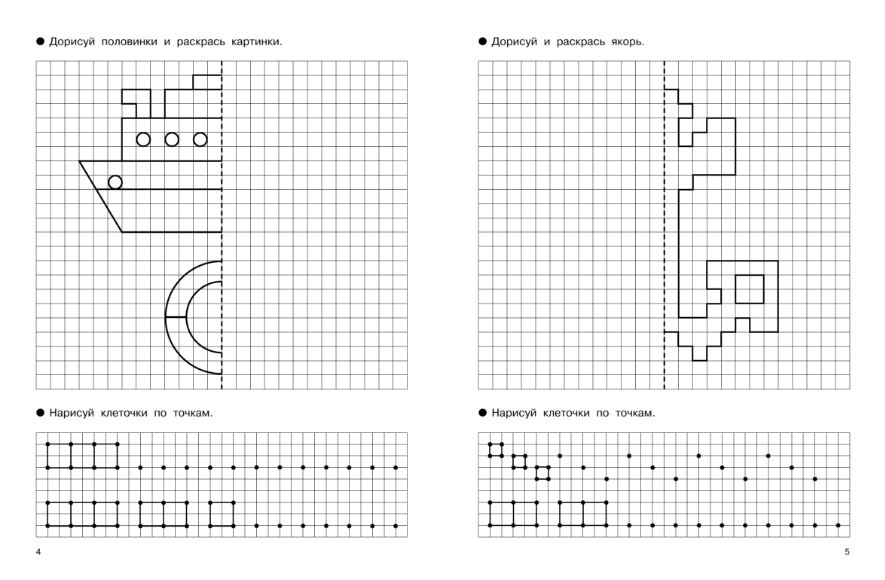 Дорисуй половинки и раскрась картинки.
Нарисуй клеточки по точкам.
4
Дорисуй и раскрась якорь.
Нарисуй клеточки по точкам.
5